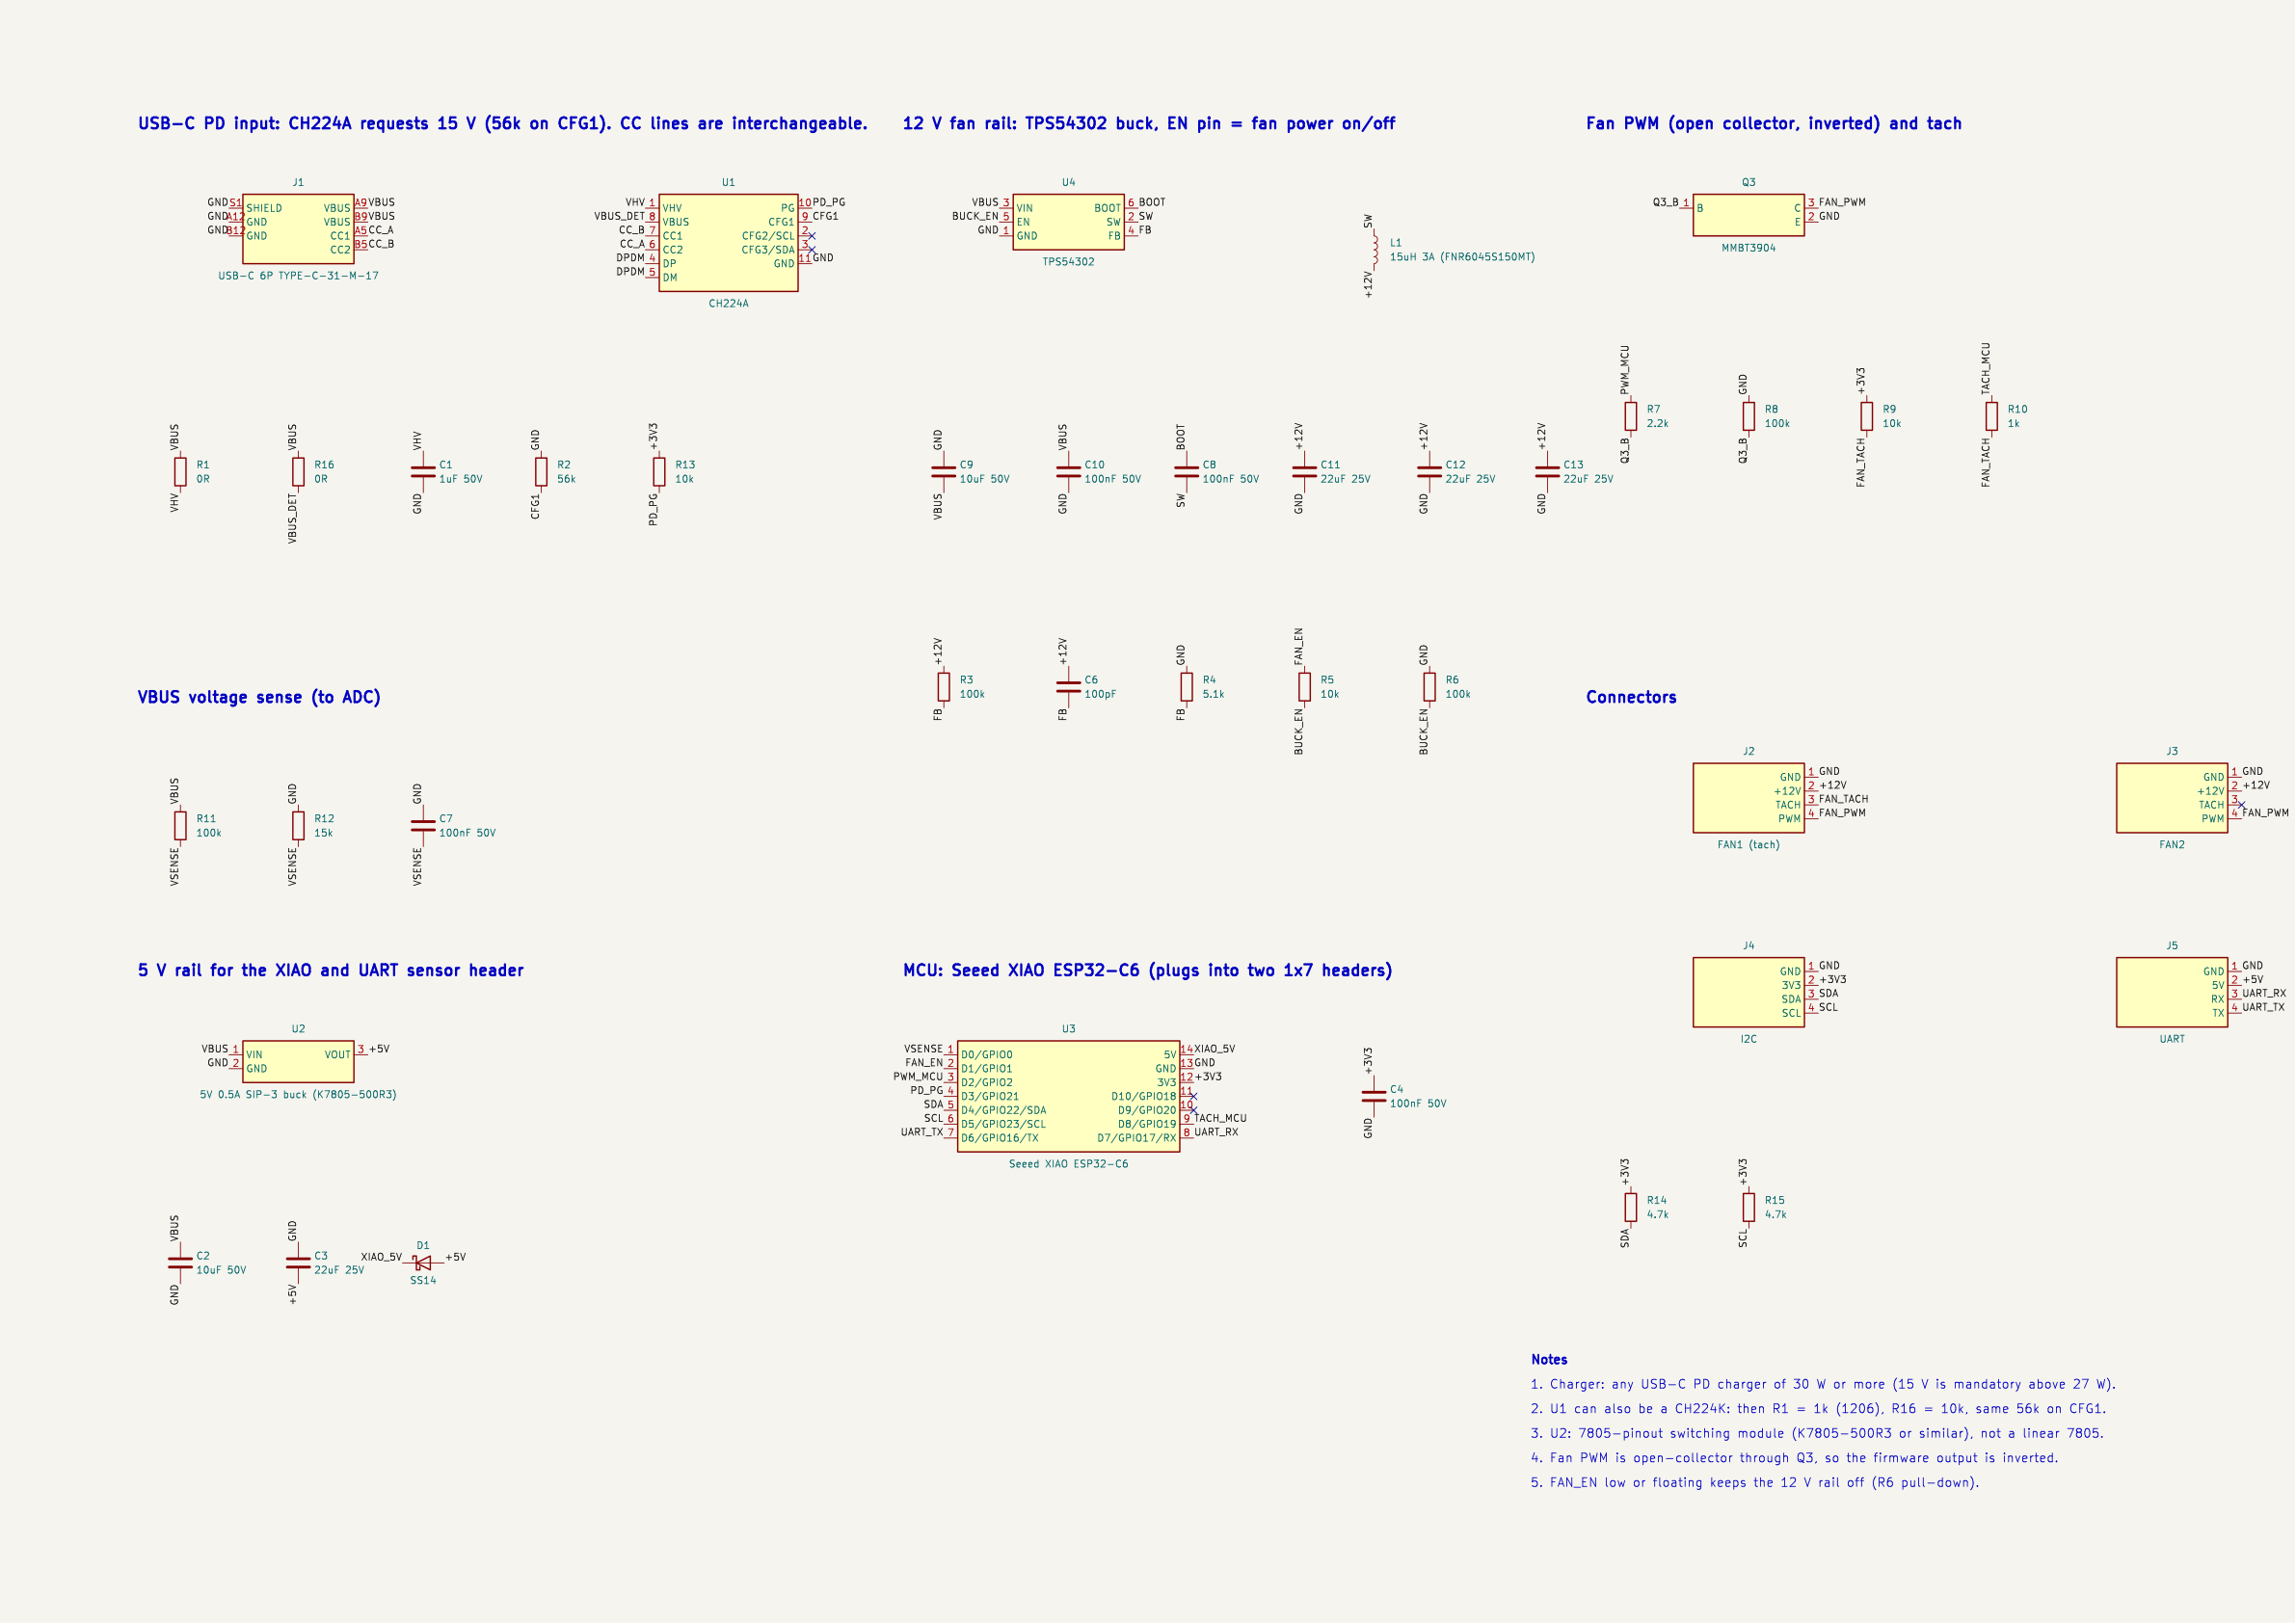 USB-C PD input: CH224A requests 15 V (56k on CFG1). CC lines are interchangeable.
J1
GND S1 SHIELD VBUS A9 VBUS
GND A12 GND VBUS B9 VBUS
GND B12 GND CC1 A5 CC_A
CC2 B5 CC_B
USB-C 6P TYPE-C-31-M-17
U1
VHV 1 VHV PG 10 PD_PG
VBUS_DET 8 VBUS CFG1 9 CFG1
CC_B 7 CC1 CFG2/SCL 2
CC_A 6 CC2 CFG3/SDA 3
DPDM 4 DP GND 11 GND
DPDM 5 DM
CH224A
VBUS
R1
0R
VHV
VBUS
R16
0R
VBUS_DET
VHV
C1
1uF 50V
GND
GND
R2
56k
CFG1
+3V3
R13
10k
PD_PG
12 V fan rail: TPS54302 buck, EN pin = fan power on/off
U4
VBUS 3 VIN BOOT 6 BOOT
BUCK_EN 5 EN SW 2 SW
GND 1 GND FB 4 FB
TPS54302
SW
L1
15uH 3A (FNR6045S150MT)
+12V
GND
C9
10uF 50V
VBUS
VBUS
C10
100nF 50V
GND
BOOT
C8
100nF 50V
SW
+12V
C11
22uF 25V
GND
+12V
C12
22uF 25V
GND
+12V
C13
22uF 25V
GND
+12V
R3
100k
FB
+12V
C6
100pF
FB
GND
R4
5.1k
FB
FAN_EN
R5
10k
BUCK_EN
GND
R6
100k
BUCK_EN
Fan PWM (open collector, inverted) and tach
Q3
Q3_B 1 B C 3 FAN_PWM
E 2 GND
MMBT3904
PWM_MCU
R7
2.2k
Q3_B
GND
R8
100k
Q3_B
+3V3
R9
10k
FAN_TACH
TACH_MCU
R10
1k
FAN_TACH
VBUS voltage sense (to ADC)
VBUS
R11
100k
VSENSE
GND
R12
15k
VSENSE
GND
C7
100nF 50V
VSENSE
Connectors
J2
GND 1 GND
+12V 2 +12V
TACH 3 FAN_TACH
PWM 4 FAN_PWM
FAN1 (tach)
J3
GND 1 GND
+12V 2 +12V
TACH 3
PWM 4 FAN_PWM
FAN2
J4
GND 1 GND
3V3 2 +3V3
SDA 3 SDA
SCL 4 SCL
I2C
J5
GND 1 GND
5V 2 +5V
RX 3 UART_RX
TX 4 UART_TX
UART
+3V3
R14
4.7k
SDA
+3V3
R15
4.7k
SCL
5 V rail for the XIAO and UART sensor header
U2
VBUS 1 VIN VOUT 3 +5V
GND 2 GND
5V 0.5A SIP-3 buck (K7805-500R3)
VBUS
C2
10uF 50V
GND
GND
C3
22uF 25V
+5V
D1
XIAO_5V +5V
SS14
MCU: Seeed XIAO ESP32-C6 (plugs into two 1x7 headers)
U3
VSENSE 1 D0/GPIO0 5V 14 XIAO_5V
FAN_EN 2 D1/GPIO1 GND 13 GND
PWM_MCU 3 D2/GPIO2 3V3 12 +3V3
PD_PG 4 D3/GPIO21 D10/GPIO18 11
SDA 5 D4/GPIO22/SDA D9/GPIO20 10
SCL 6 D5/GPIO23/SCL D8/GPIO19 9 TACH_MCU
UART_TX 7 D6/GPIO16/TX D7/GPIO17/RX 8 UART_RX
Seeed XIAO ESP32-C6
+3V3
C4
100nF 50V
GND
Notes
1. Charger: any USB-C PD charger of 30 W or more (15 V is mandatory above 27 W).
2. U1 can also be a CH224K: then R1 = 1k (1206), R16 = 10k, same 56k on CFG1.
3. U2: 7805-pinout switching module (K7805-500R3 or similar), not a linear 7805.
4. Fan PWM is open-collector through Q3, so the firmware output is inverted.
5. FAN_EN low or floating keeps the 12 V rail off (R6 pull-down).